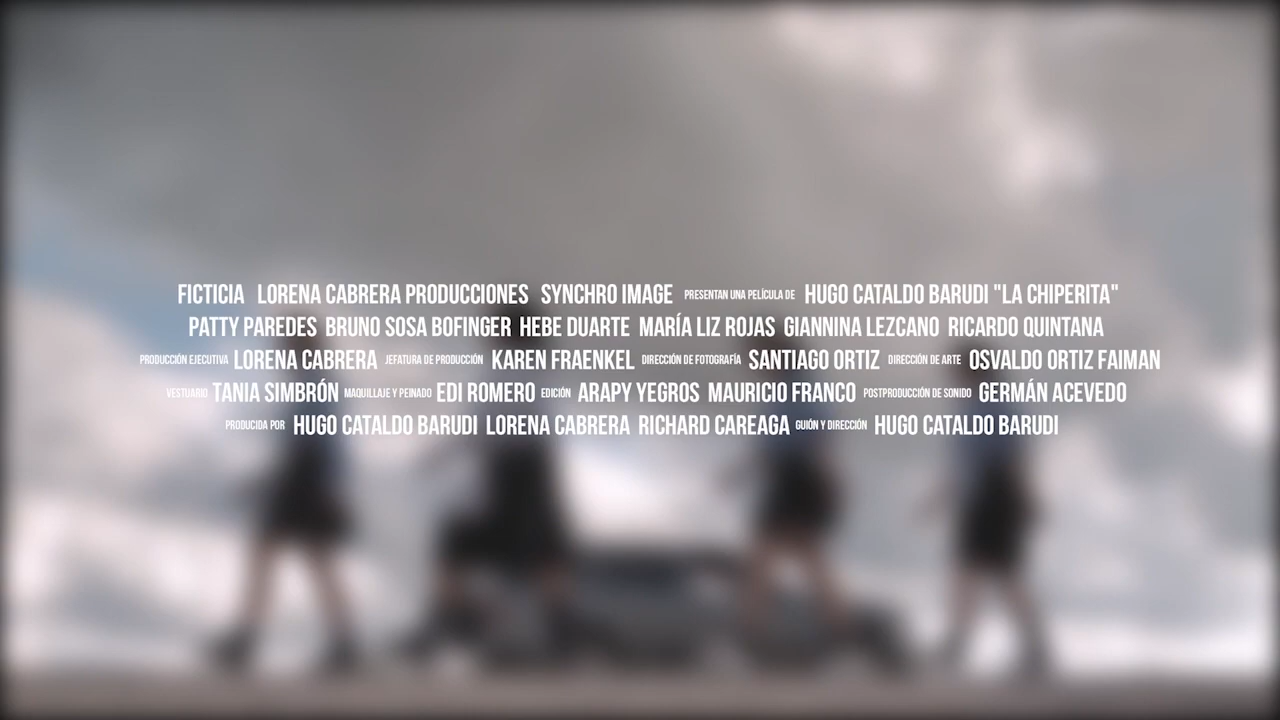 FICTICIA LORENA CABRERA PRODUCCIONES SYNCHRO IMAGE PRESENTAN UNA PELÍCULA DE HUGO CATALDO BARUDI "LA CHIPERITA"
PATTY PAREDES BRUNO SOSA BOFINGER HEBE DUARTE MARÍA LIZ ROJAS GIANNINA LEZCANO RICARDO QUINTANA
PRODUCCIÓN EJECUTIVA LORENA CABRERA JEFATURA DE PRODUCCIÓN KAREN FRAENKEL DIRECCIÓN DE FOTOGRAFÍA SANTIAGO ORTIZ DIRECCIÓN DE ARTE OSVALDO ORTIZ FAIMAN
VESTUARIO TANIA SIMBRÓN MAQUILLAJE Y PEINADO EDI ROMERO EDICIÓN ARAPY YEGROS MAURICIO FRANCO POSTPRODUCCIÓN DE SONIDO GERMÁN ACEVEDO
PRODUCIDA POR HUGO CATALDO BARUDI LORENA CABRERA RICHARD CAREAGA GUIÓN Y DIRECCIÓN HUGO CATALDO BARUDI